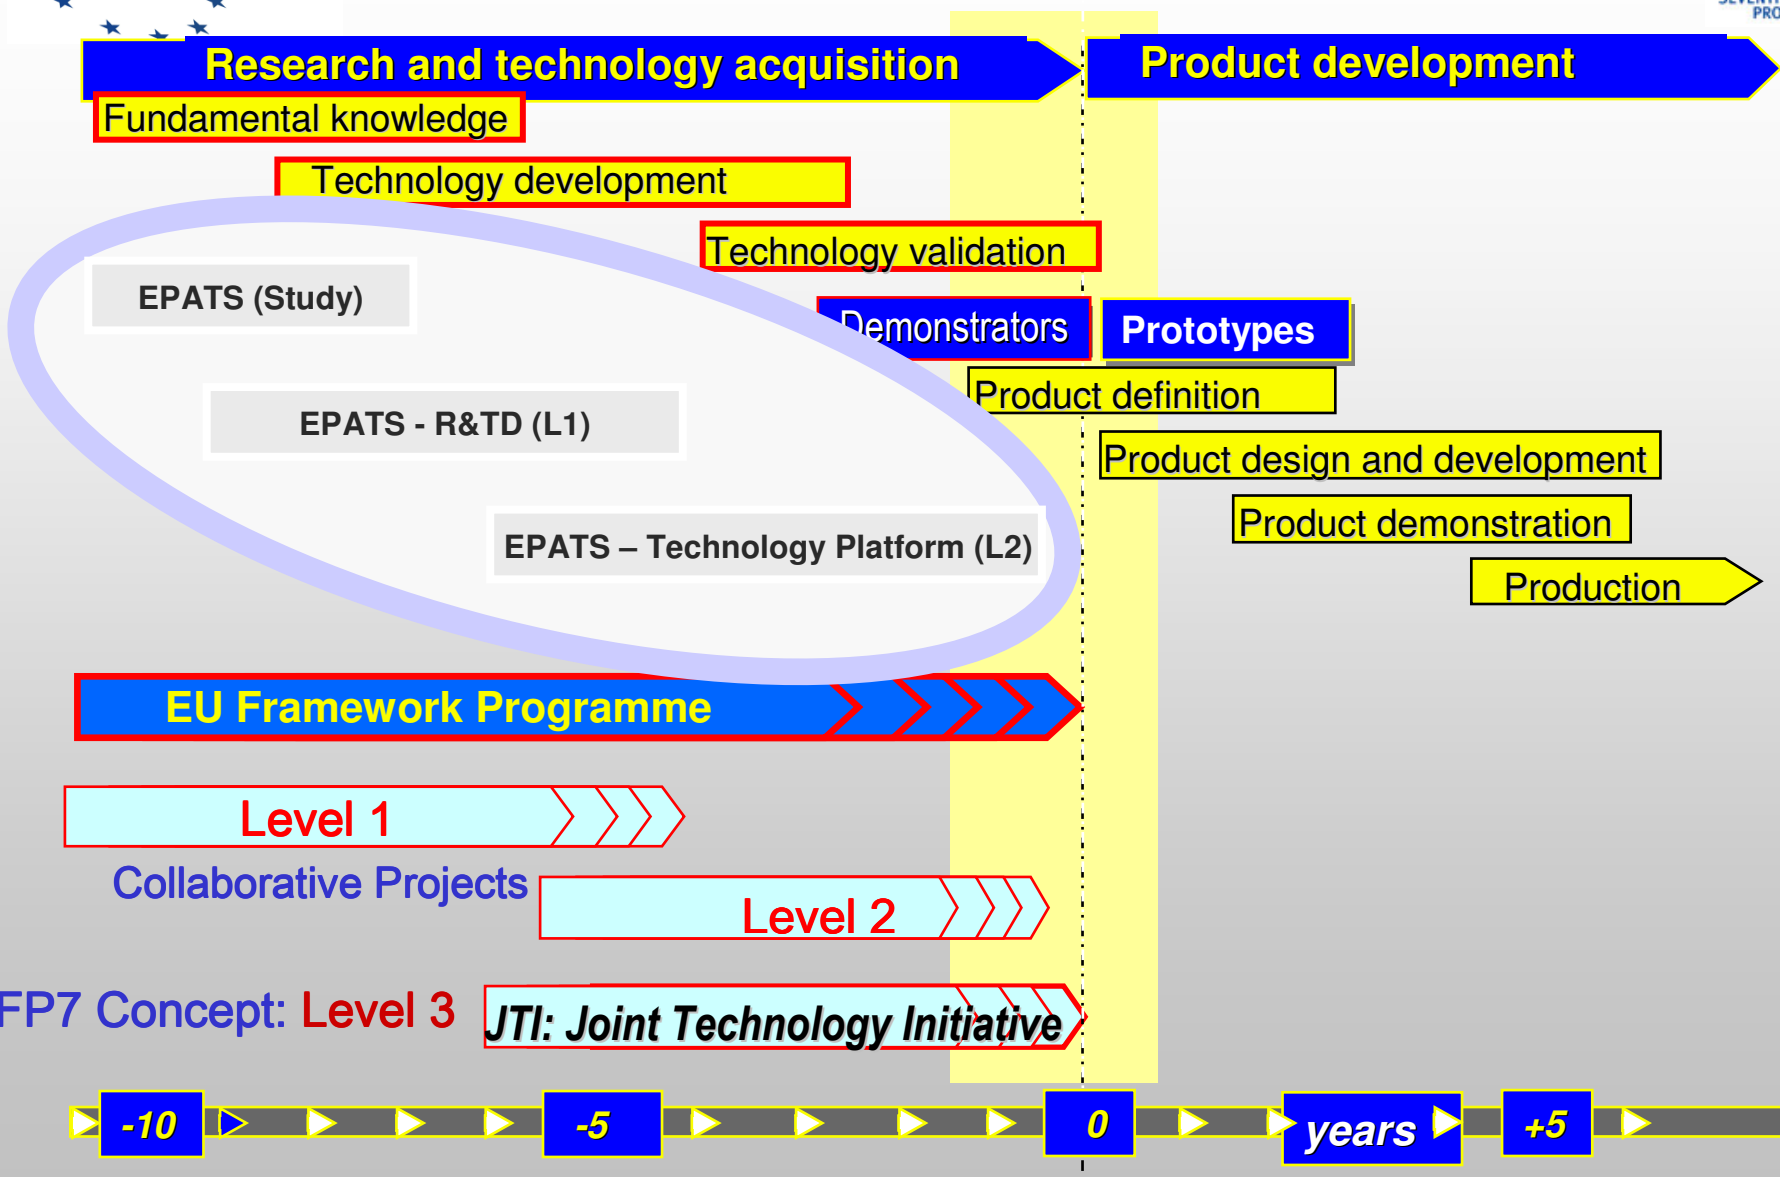 SEVENTH
PRO
Research and technology acquisition
Product development
Fundamental knowledge
Technology development
Technology validation
EPATS (Study)
Demonstrators
Prototypes
Product definition
EPATS - R&TD (L1)
Product design and development
Product demonstration
EPATS – Technology Platform (L2)
Production
EU Framework Programme
Level 1
Collaborative Projects
Level 2
FP7 Concept: Level 3
JTI: Joint Technology Initiative
-10
-5
0
years
+5